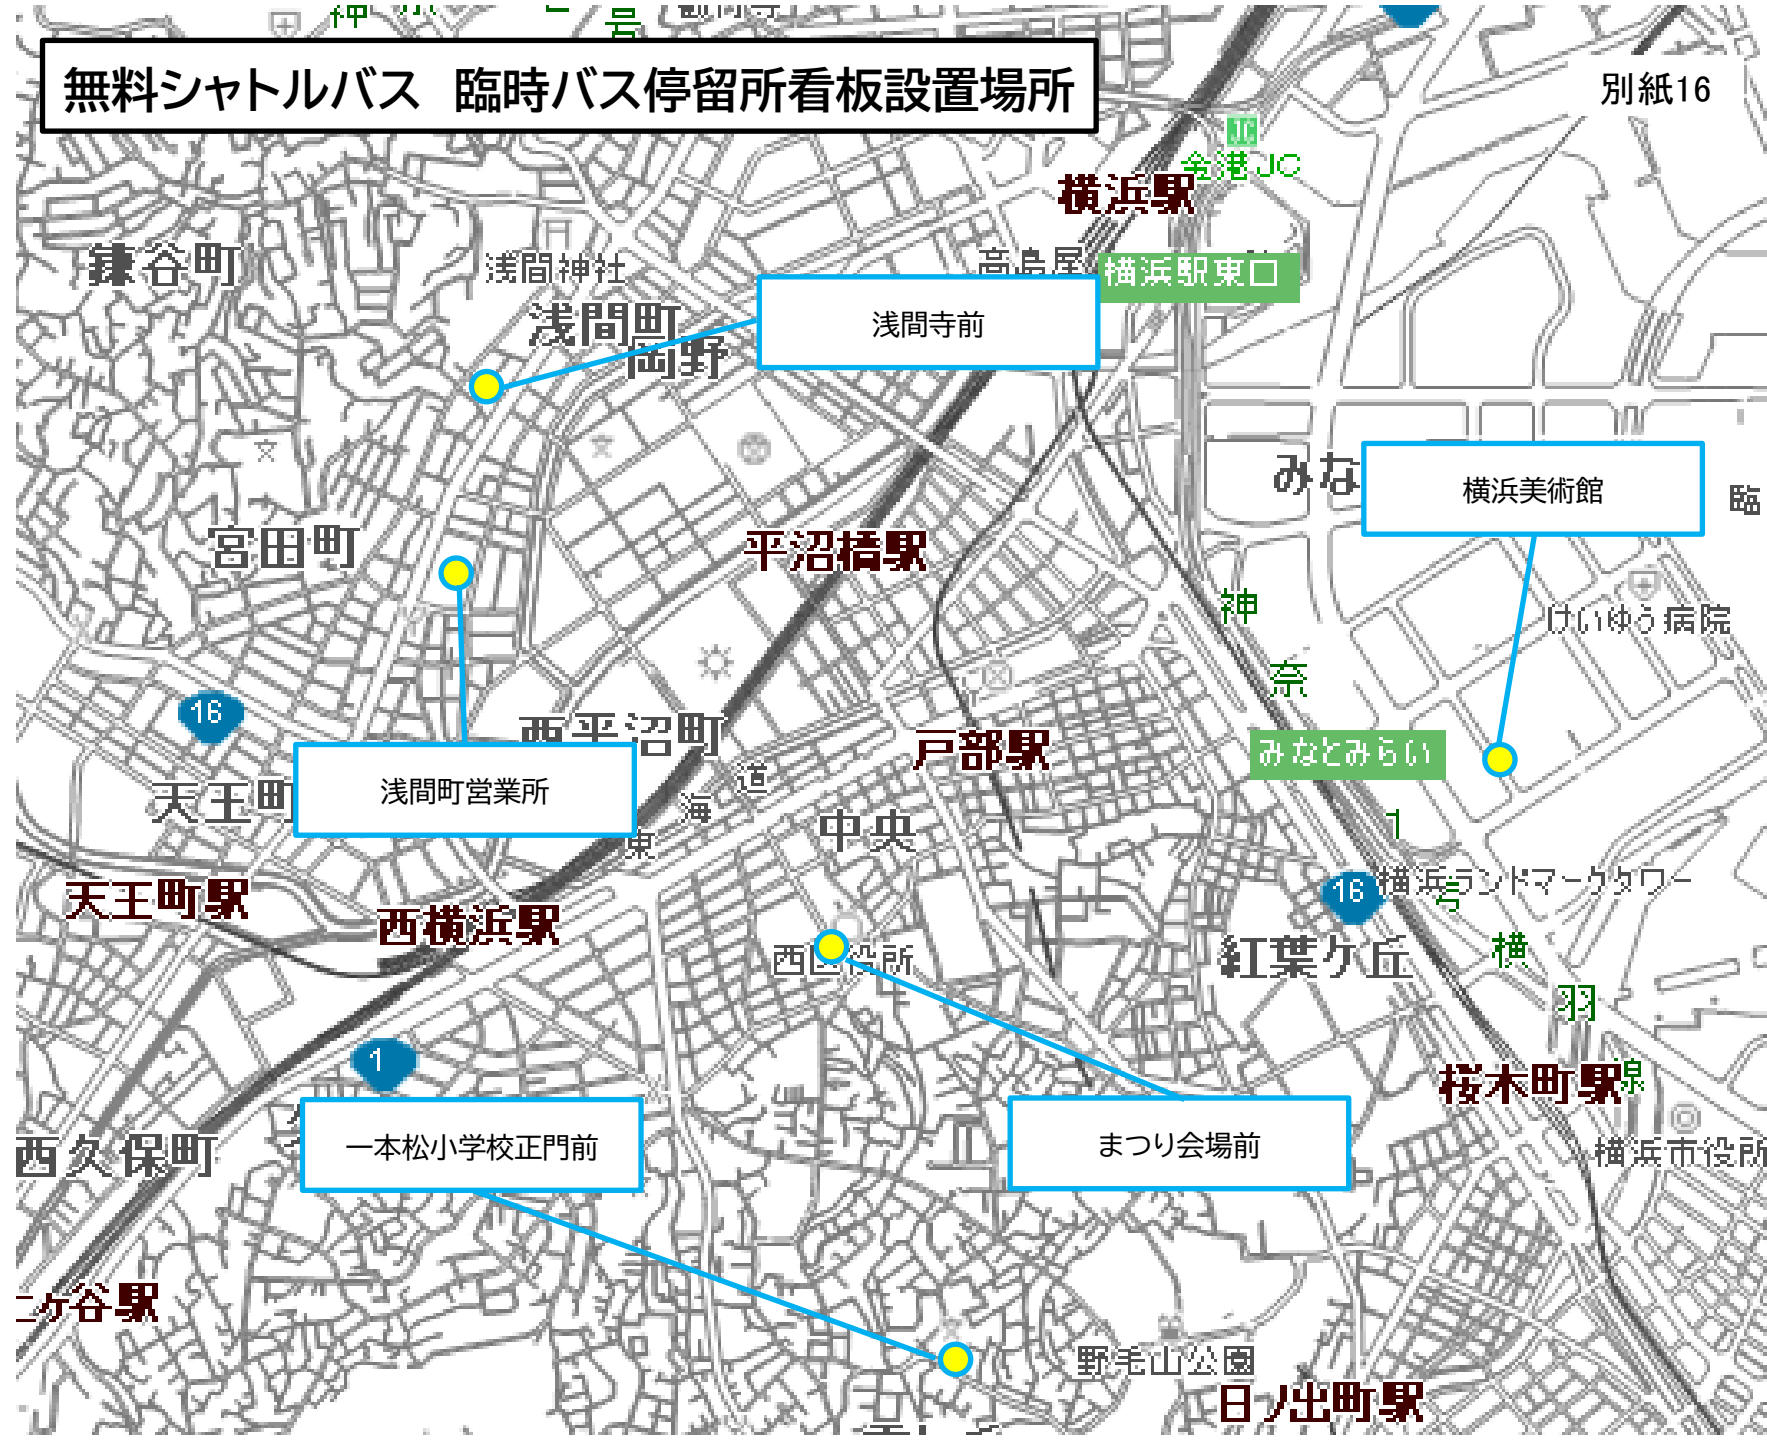 無料シャトルバス　臨時バス停留所看板設置場所
別紙16
金港JC
JC
横浜駅
鎌谷町
浅間神社
高島屋
横浜駅東口
浅間町
岡野
浅間寺前
みな
横浜美術館
臨
宮田町
平沼橋駅
神
奈
けいゆう病院
16
西平沼町
戸部駅
みなとみらい
天王町
浅間町営業所
道
海
東
中央
1
天王町駅
西横浜駅
16
横浜ランドマークタワー
号
西区役所
紅葉ケ丘
横
羽
線
1
桜木町駅
西久保町
一本松小学校正門前
まつり会場前
横浜市役所
ケ谷駅
野毛山公園
日ノ出町駅